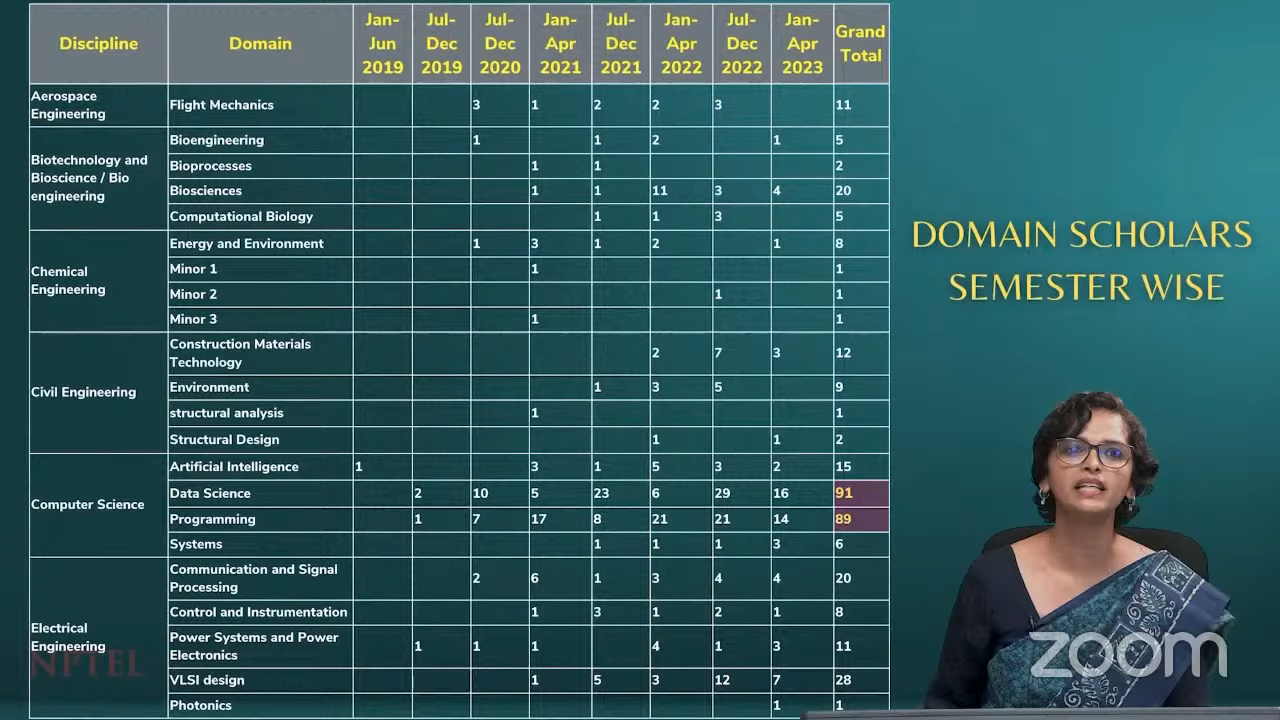 Discipline Domain Jan-Jun 2019 Jul-Dec 2019 Jul-Dec 2020 Jan-Apr 2021 Jul-Dec 2021 Jan-Apr 2022 Jul-Dec 2022 Jan-Apr 2023 Grand Total
Aerospace Engineering Flight Mechanics 3 1 2 2 3 11
Biotechnology and Bioscience / Bio engineering Bioengineering 1 1 2 1 5
Bioprocesses 1 1 2
Biosciences 1 1 11 3 4 20
Computational Biology 1 1 3 5
Chemical Engineering Energy and Environment 1 3 1 2 1 8
Minor 1 1 1
Minor 2 1 1
Minor 3 1 1
Civil Engineering Construction Materials Technology 2 7 3 12
Environment 1 3 5 9
structural analysis 1 1
Structural Design 1 1 2
Computer Science Artificial Intelligence 1 3 1 5 3 2 15
Data Science 2 10 5 23 6 29 16 91
Programming 1 7 17 8 21 21 14 89
Systems 1 1 1 3 6
Electrical Engineering Communication and Signal Processing 2 6 1 3 4 4 20
Control and Instrumentation 1 3 1 2 1 8
Power Systems and Power Electronics 1 1 1 4 1 3 11
VLSI design 1 5 3 12 7 28
Photonics 1 1
DOMAIN SCHOLARS
SEMESTER WISE
NPTEL
zoom